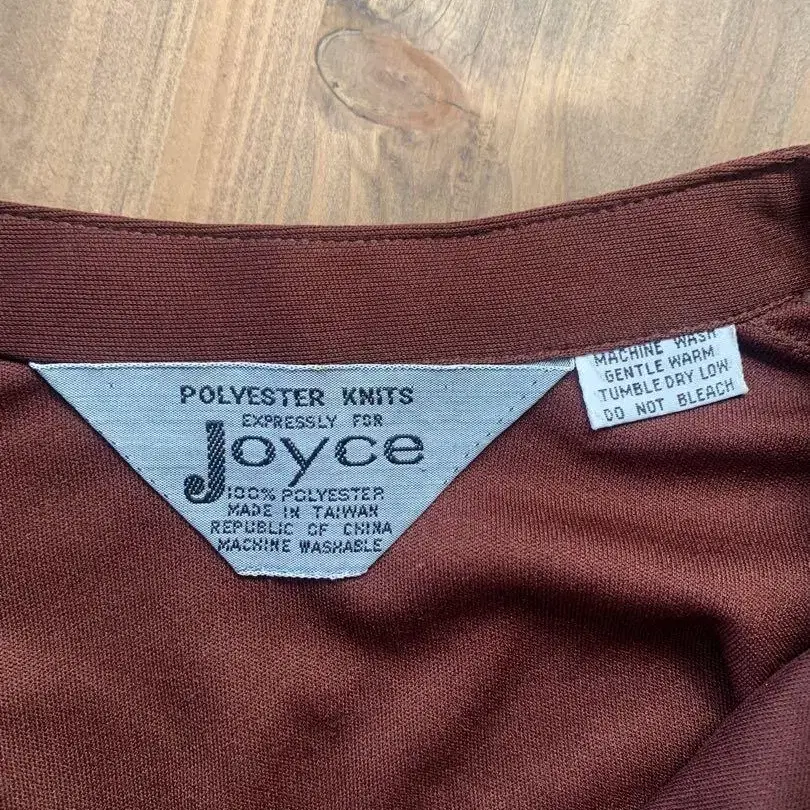 POLYESTER KNITS
EXPRESSLY FOR
Joyce
100% POLYESTER
MADE IN TAIWAN
REPUBLIC OF CHINA
MACHINE WASHABLE
MACHINE WASH
GENTLE WARM
TUMBLE DRY LOW
DO NOT BLEACH